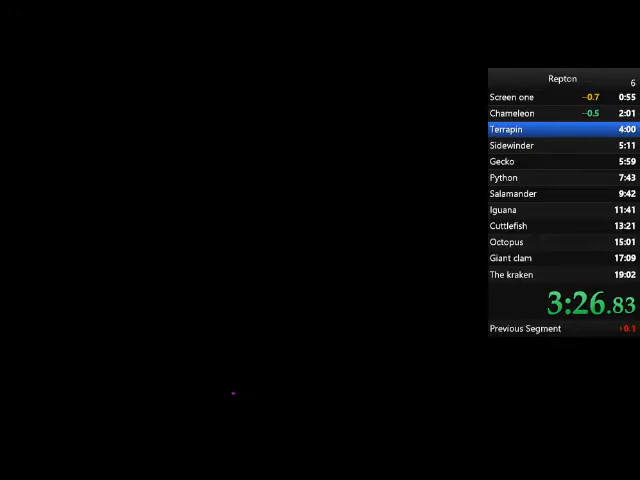 Repton
6
Screen one −0.7 0:55
Chameleon −0.5 2:01
Terrapin 4:00
Sidewinder 5:11
Gecko 5:59
Python 7:43
Salamander 9:42
Iguana 11:41
Cuttlefish 13:21
Octopus 15:01
Giant clam 17:09
The kraken 19:02
3:26.83
Previous Segment +0.1